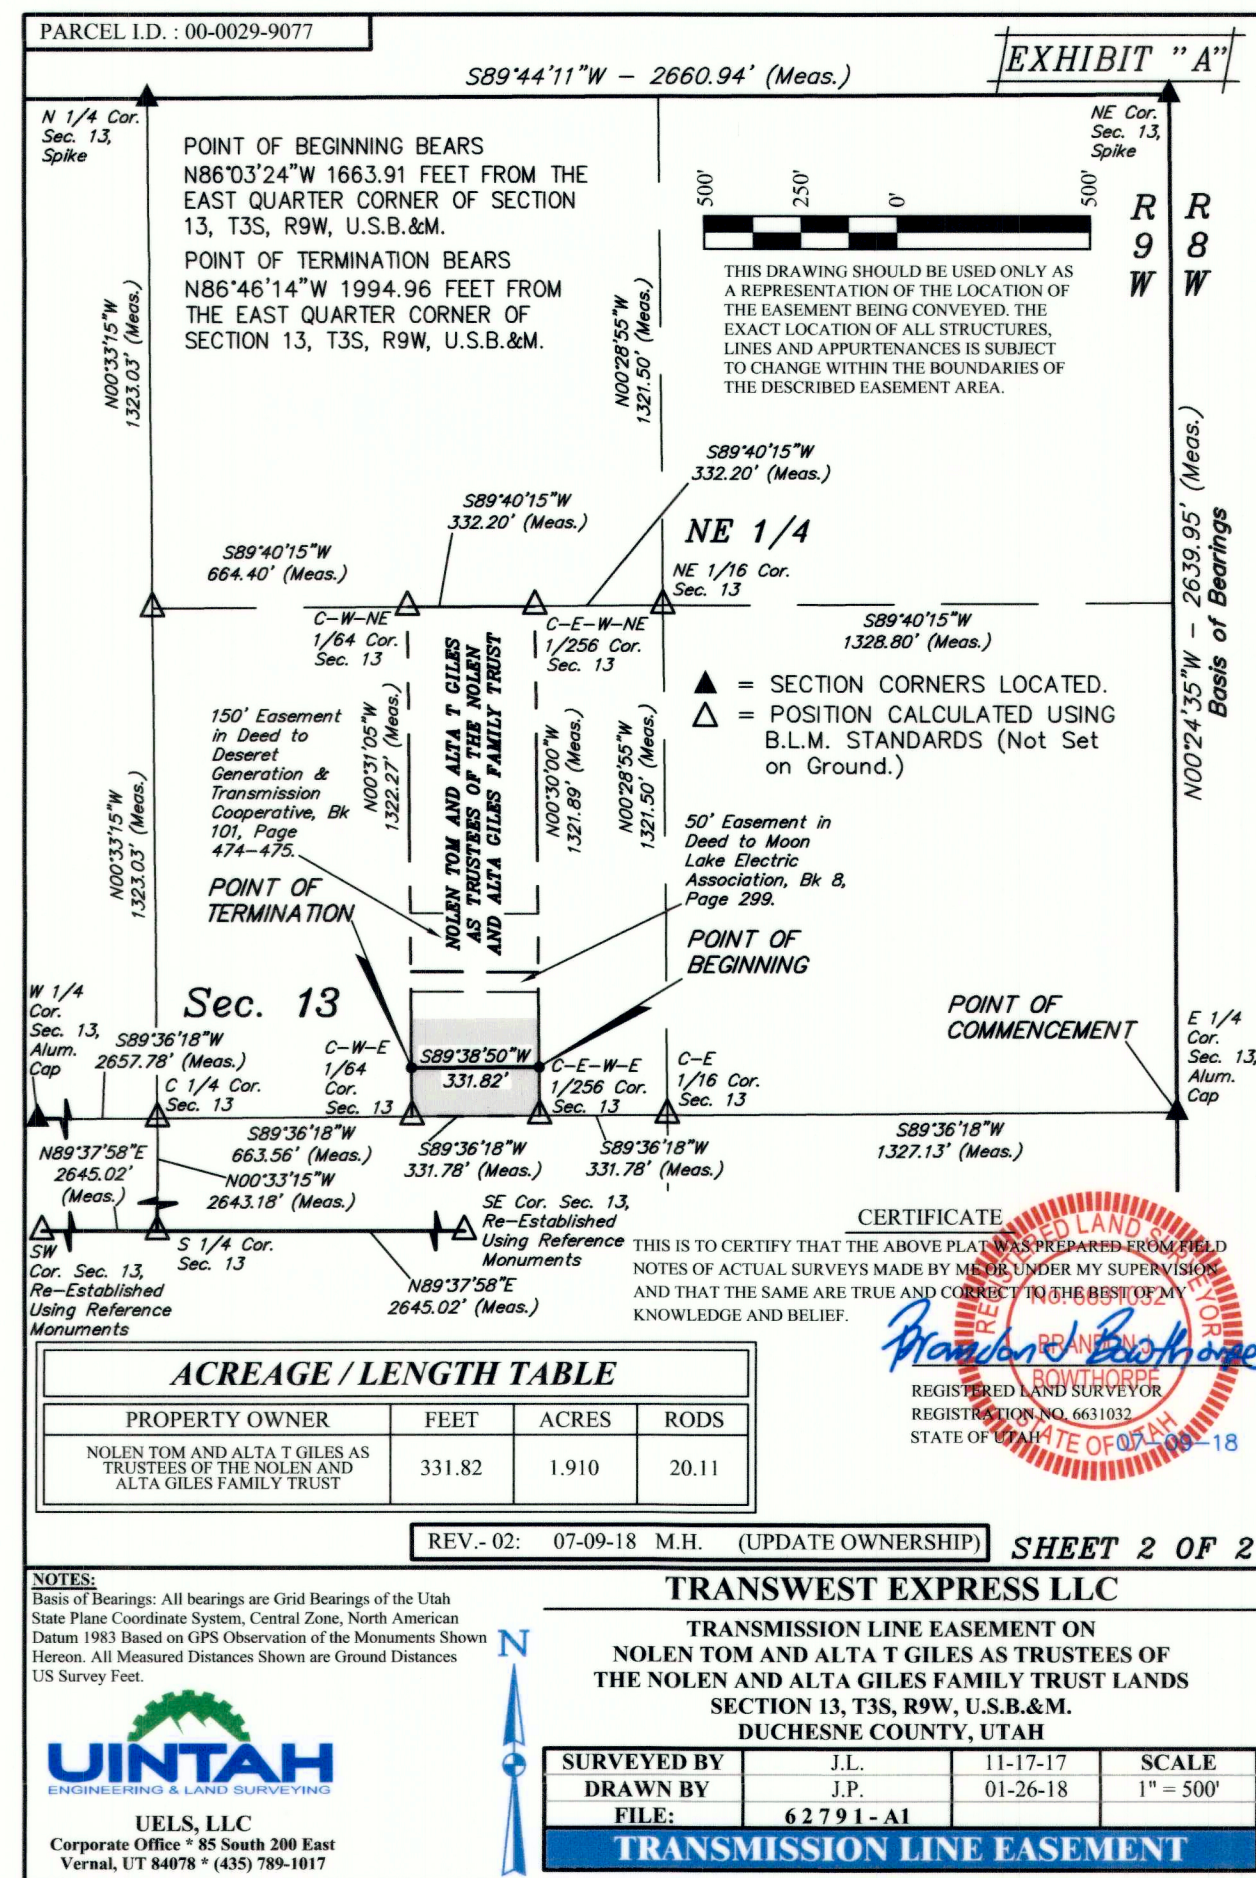 PARCEL I.D. : 00-0029-9077
EXHIBIT "A"
S89°44'11"W - 2660.94' (Meas.)
N 1/4 Cor.
Sec. 13,
Spike
NE Cor.
Sec. 13,
Spike
POINT OF BEGINNING BEARS
N86°03'24"W 1663.91 FEET FROM THE
EAST QUARTER CORNER OF SECTION
13, T3S, R9W, U.S.B.&M.
POINT OF TERMINATION BEARS
N86°46'14"W 1994.96 FEET FROM
THE EAST QUARTER CORNER OF
SECTION 13, T3S, R9W, U.S.B.&M.
500'
250'
0'
500'
R R
9 8
W W
THIS DRAWING SHOULD BE USED ONLY AS
A REPRESENTATION OF THE LOCATION OF
THE EASEMENT BEING CONVEYED. THE
EXACT LOCATION OF ALL STRUCTURES,
LINES AND APPURTENANCES IS SUBJECT
TO CHANGE WITHIN THE BOUNDARIES OF
THE DESCRIBED EASEMENT AREA.
N00°33'15"W
1323.03' (Meas.)
N00°28'55"W
1321.50' (Meas.)
N00°24'35"W - 2639.95' (Meas.)
Basis of Bearings
S89°40'15"W
332.20' (Meas.)
S89°40'15"W
332.20' (Meas.)
NE 1/4
S89°40'15"W
664.40' (Meas.)
NE 1/16 Cor.
Sec. 13
C-W-NE
1/64 Cor.
Sec. 13
C-E-W-NE
1/256 Cor.
Sec. 13
S89°40'15"W
1328.80' (Meas.)
= SECTION CORNERS LOCATED.
= POSITION CALCULATED USING
B.L.M. STANDARDS (Not Set
on Ground.)
150' Easement
in Deed to
Deseret
Generation &
Transmission
Cooperative, Bk
101, Page
474-475.
N00°33'15"W
1323.03' (Meas.)
N00°31'05"W
1322.27' (Meas.)
NOLEN TOM AND ALTA T GILES
AS TRUSTEES OF THE NOLEN
AND ALTA GILES FAMILY TRUST
N00°30'00"W
1321.89' (Meas.)
N00°28'55"W
1321.50' (Meas.)
50' Easement in
Deed to Moon
Lake Electric
Association, Bk 8,
Page 299.
POINT OF
TERMINATION
POINT OF
BEGINNING
POINT OF
COMMENCEMENT
W 1/4
Cor.
Sec. 13,
Alum.
Cap
Sec. 13
S89°36'18"W
2657.78' (Meas.)
C 1/4 Cor.
Sec. 13
C-W-E
1/64
Cor.
Sec. 13
S89°38'50"W
331.82'
C-E-W-E
1/256 Cor.
Sec. 13
C-E
1/16 Cor.
Sec. 13
E 1/4
Cor.
Sec. 13,
Alum.
Cap
N89°37'58"E
2645.02'
(Meas.)
S89°36'18"W
663.56' (Meas.)
N00°33'15"W
2643.18' (Meas.)
S89°36'18"W
331.78' (Meas.)
S89°36'18"W
331.78' (Meas.)
S89°36'18"W
1327.13' (Meas.)
SW
Cor. Sec. 13,
Re-Established
Using Reference
Monuments
S 1/4 Cor.
Sec. 13
SE Cor. Sec. 13,
Re-Established
Using Reference
Monuments
N89°37'58"E
2645.02' (Meas.)
CERTIFICATE
THIS IS TO CERTIFY THAT THE ABOVE PLAT WAS PREPARED FROM FIELD
NOTES OF ACTUAL SURVEYS MADE BY ME OR UNDER MY SUPERVISION
AND THAT THE SAME ARE TRUE AND CORRECT TO THE BEST OF MY
KNOWLEDGE AND BELIEF.
REGISTERED LAND SURVEYOR
No. 6631032
BRANDON J.
BOWTHORPE
STATE OF UTAH
Brandon J Bowthorpe
REGISTERED LAND SURVEYOR
REGISTRATION NO. 6631032
STATE OF UTAH
07-09-18
ACREAGE / LENGTH TABLE
PROPERTY OWNER FEET ACRES RODS
NOLEN TOM AND ALTA T GILES AS
TRUSTEES OF THE NOLEN AND
ALTA GILES FAMILY TRUST
331.82 1.910 20.11
REV.- 02: 07-09-18 M.H. (UPDATE OWNERSHIP)
SHEET 2 OF 2
NOTES:
Basis of Bearings: All bearings are Grid Bearings of the Utah
State Plane Coordinate System, Central Zone, North American
Datum 1983 Based on GPS Observation of the Monuments Shown
Hereon. All Measured Distances Shown are Ground Distances
US Survey Feet.
N
UINTAH
ENGINEERING & LAND SURVEYING
UELS, LLC
Corporate Office * 85 South 200 East
Vernal, UT 84078 * (435) 789-1017
TRANSWEST EXPRESS LLC
TRANSMISSION LINE EASEMENT ON
NOLEN TOM AND ALTA T GILES AS TRUSTEES OF
THE NOLEN AND ALTA GILES FAMILY TRUST LANDS
SECTION 13, T3S, R9W, U.S.B.&M.
DUCHESNE COUNTY, UTAH
SURVEYED BY J.L. 11-17-17 SCALE
DRAWN BY J.P. 01-26-18 1" = 500'
FILE: 62791-A1
TRANSMISSION LINE EASEMENT